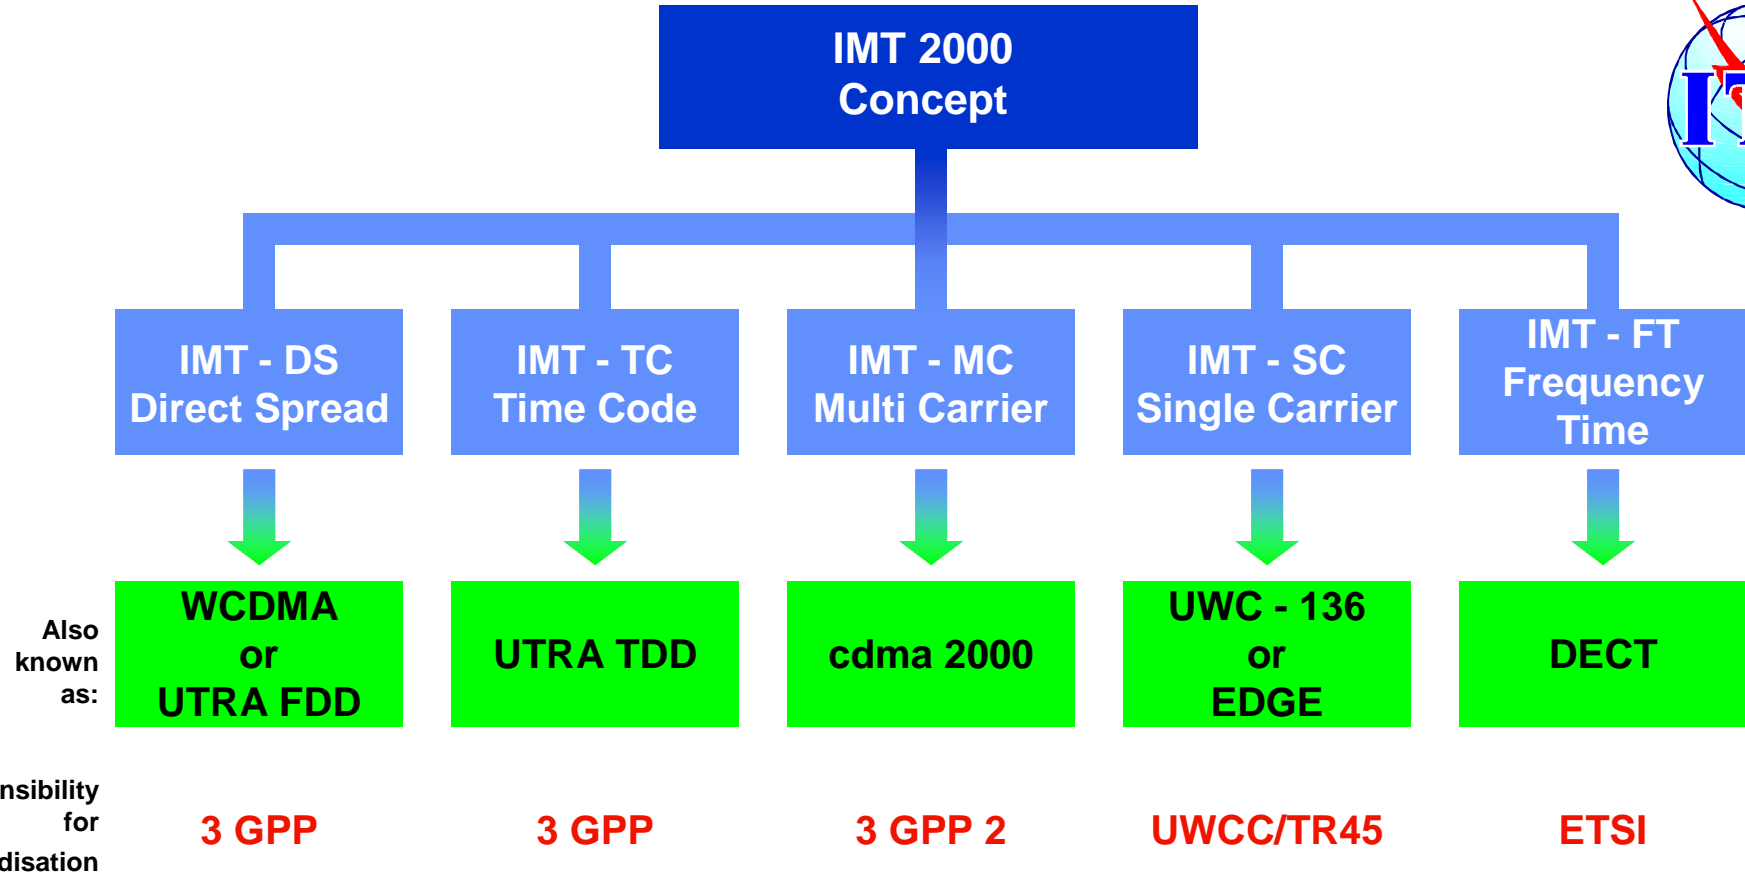 IMT 2000
Concept
IMT - DS
Direct Spread
IMT - TC
Time Code
IMT - MC
Multi Carrier
IMT - SC
Single Carrier
IMT - FT
Frequency
Time
Also
known
as:
WCDMA
or
UTRA FDD
UTRA TDD
cdma 2000
UWC - 136
or
EDGE
DECT
nsibility
for
disation
3 GPP
3 GPP
3 GPP 2
UWCC/TR45
ETSI